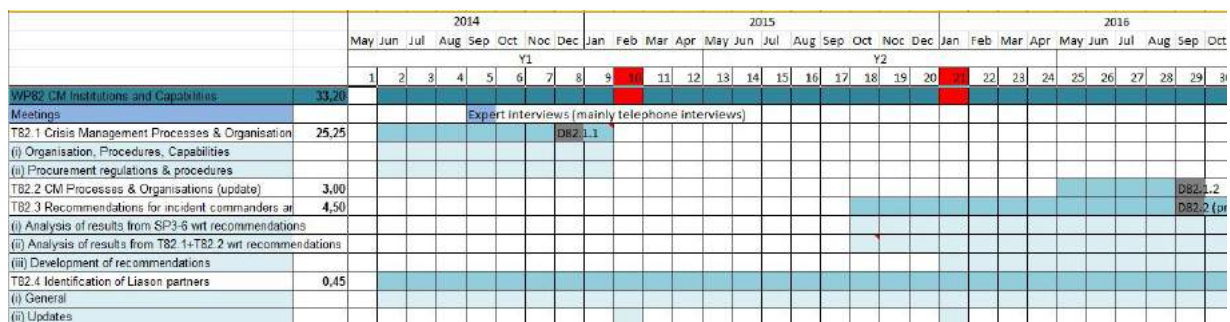 2014 2015 2016
May Jun Jul Aug Sep Oct Noc Dec Jan Feb Mar Apr May Jun Jul Aug Sep Oct Nov Dec Jan Feb Mar Apr May Jun Jul Aug Sep Oct
Y1 Y2
1 2 3 4 5 6 7 8 9 10 11 12 13 14 15 16 17 18 19 20 21 22 23 24 25 26 27 28 29 30
WP82 CM Institutions and Capabilities 33,20
Meetings Expert Interviews (mainly telephone interviews)
T82.1 Crisis Management Processes & Organisation 25,25 D82.1.1
(i) Organisation, Procedures, Capabilities
(ii) Procurement regulations & procedures
T82.2 CM Processes & Organisations (update) 3,00 D82.1.2
T82.3 Recommendations for incident commanders ar 4,50 D82.2 (pr
(i) Analysis of results from SP3-6 wrt recommendations
(ii) Analysis of results from T82.1+T82.2 wrt recommendations
(iii) Development of recommendations
T82.4 Identification of Liason partners 0,45
(i) General
(ii) Updates